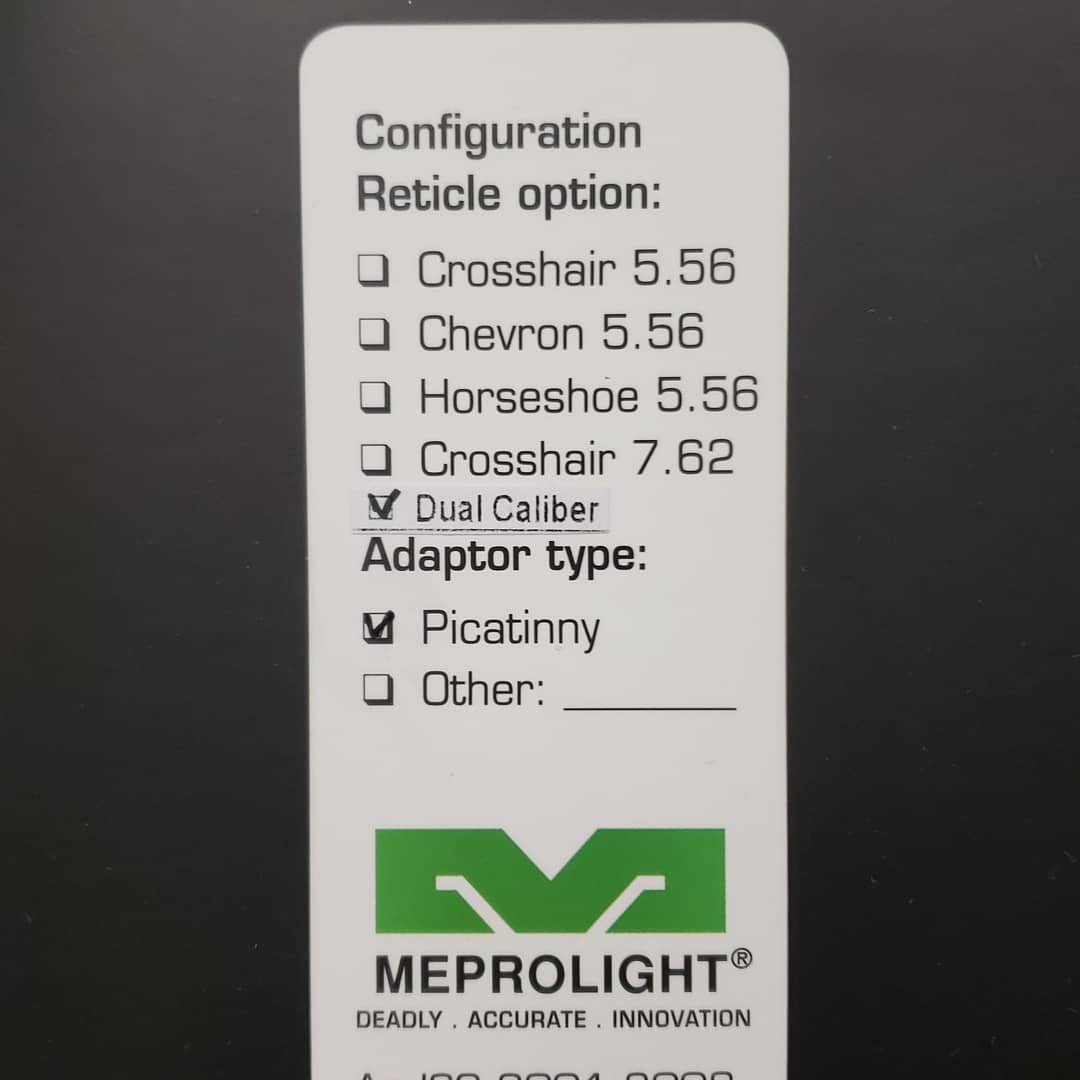 Configuration
Reticle option:
Crosshair 5.56
Chevron 5.56
Horseshoe 5.56
Crosshair 7.62
Dual Caliber
Adaptor type:
Picatinny
Other: ________
MEPROLIGHT®
DEADLY . ACCURATE . INNOVATION